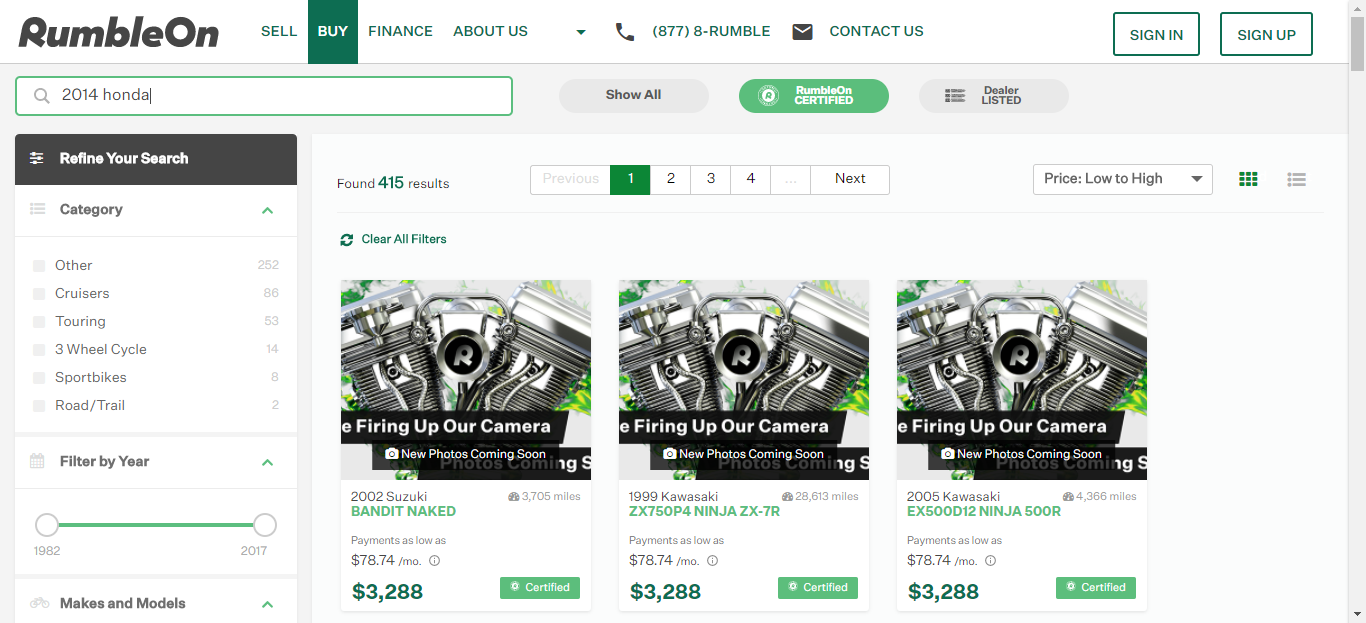 RumbleOn
SELL
BUY
FINANCE
ABOUT US
(877) 8-RUMBLE
CONTACT US
SIGN IN
SIGN UP
2014 honda
Show All
RumbleOn
CERTIFIED
Dealer
LISTED
Refine Your Search
Category
Other 252
Cruisers 86
Touring 53
3 Wheel Cycle 14
Sportbikes 8
Road/Trail 2
Filter by Year
1982 2017
Makes and Models
Found 415 results
Previous 1 2 3 4 ... Next
Price: Low to High
Clear All Filters
R
e Firing Up Our Camera
New Photos Coming Soon
Photos Coming S
2002 Suzuki 3,705 miles
BANDIT NAKED
Payments as low as
$78.74 /mo.
$3,288 Certified
R
e Firing Up Our Camera
New Photos Coming Soon
Photos Coming S
1999 Kawasaki 28,613 miles
ZX750P4 NINJA ZX-7R
Payments as low as
$78.74 /mo.
$3,288 Certified
R
e Firing Up Our Camera
New Photos Coming Soon
Photos Coming S
2005 Kawasaki 4,366 miles
EX500D12 NINJA 500R
Payments as low as
$78.74 /mo.
$3,288 Certified